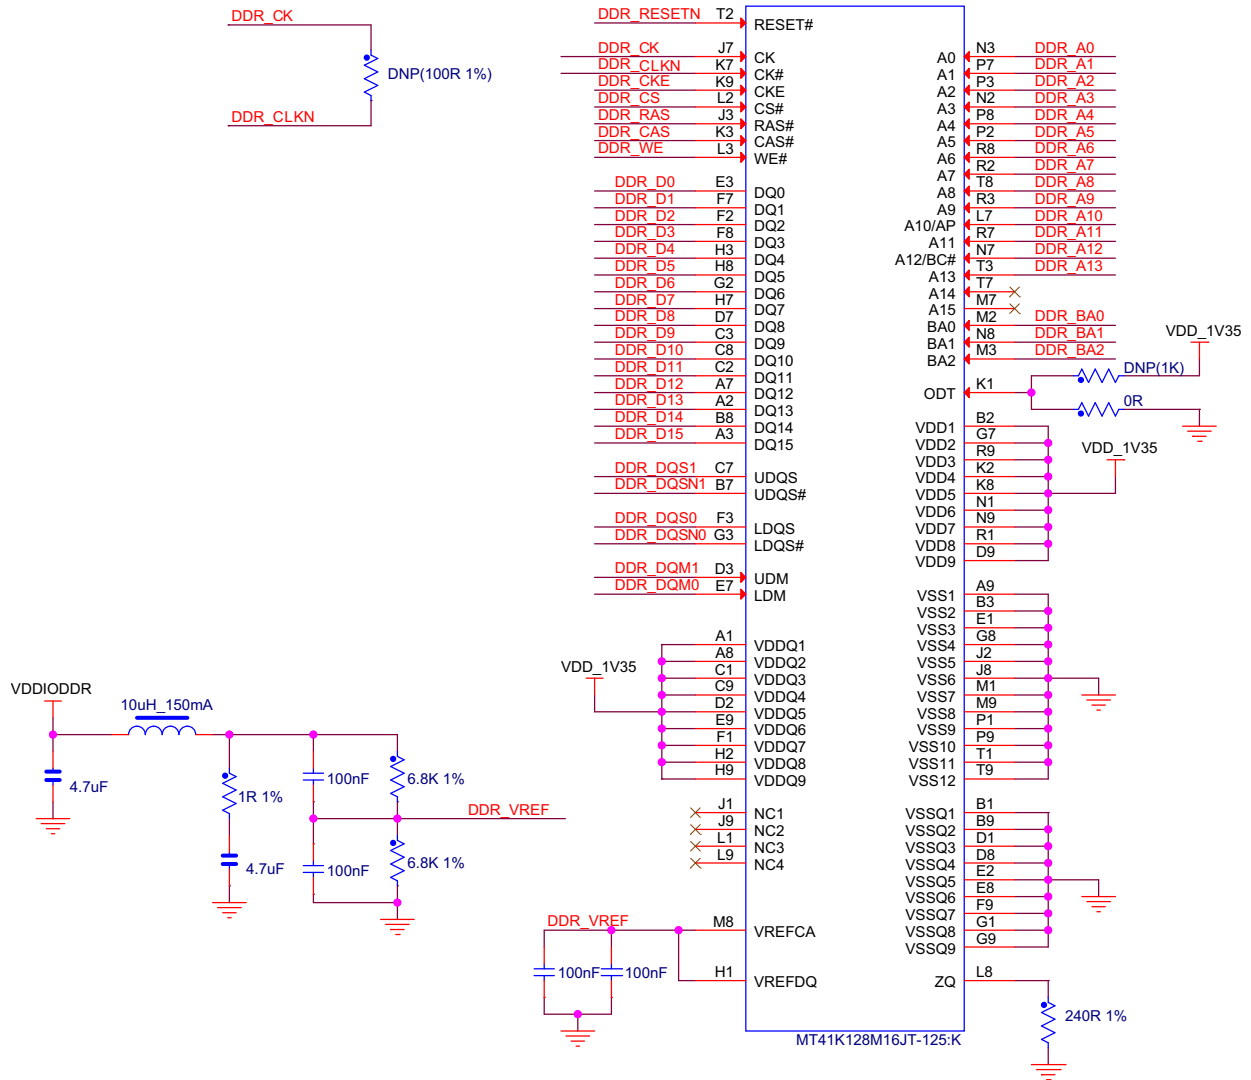 DDR_CK
DNP(100R 1%)
DDR_CLKN
DDR_RESETN T2 RESET#
DDR_CK J7 CK
DDR_CLKN K7 CK#
DDR_CKE K9 CKE
DDR_CS L2 CS#
DDR_RAS J3 RAS#
DDR_CAS K3 CAS#
DDR_WE L3 WE#
DDR_D0 E3 DQ0
DDR_D1 F7 DQ1
DDR_D2 F2 DQ2
DDR_D3 F8 DQ3
DDR_D4 H3 DQ4
DDR_D5 H8 DQ5
DDR_D6 G2 DQ6
DDR_D7 H7 DQ7
DDR_D8 D7 DQ8
DDR_D9 C3 DQ9
DDR_D10 C8 DQ10
DDR_D11 C2 DQ11
DDR_D12 A7 DQ12
DDR_D13 A2 DQ13
DDR_D14 B8 DQ14
DDR_D15 A3 DQ15
DDR_DQS1 C7 UDQS
DDR_DQSN1 B7 UDQS#
DDR_DQS0 F3 LDQS
DDR_DQSN0 G3 LDQS#
DDR_DQM1 D3 UDM
DDR_DQM0 E7 LDM
VDD_1V35
A1 VDDQ1
A8 VDDQ2
C1 VDDQ3
C9 VDDQ4
D2 VDDQ5
E9 VDDQ6
F1 VDDQ7
H2 VDDQ8
H9 VDDQ9
J1 NC1
J9 NC2
L1 NC3
L9 NC4
DDR_VREF
M8 VREFCA
H1 VREFDQ
100nF
100nF
A0 N3 DDR_A0
A1 P7 DDR_A1
A2 P3 DDR_A2
A3 N2 DDR_A3
A4 P8 DDR_A4
A5 P2 DDR_A5
A6 R8 DDR_A6
A7 R2 DDR_A7
A8 T8 DDR_A8
A9 R3 DDR_A9
A10/AP L7 DDR_A10
A11 R7 DDR_A11
A12/BC# N7 DDR_A12
A13 T3 DDR_A13
A14 T7
A15 M7
BA0 M2 DDR_BA0
BA1 N8 DDR_BA1
BA2 M3 DDR_BA2
VDD_1V35
DNP(1K)
ODT K1
0R
VDD1 B2
VDD2 G7
VDD3 R9
VDD4 K2
VDD5 K8
VDD6 N1
VDD7 N9
VDD8 R1
VDD9 D9
VDD_1V35
VSS1 A9
VSS2 B3
VSS3 E1
VSS4 G8
VSS5 J2
VSS6 J8
VSS7 M1
VSS8 M9
VSS9 P1
VSS10 P9
VSS11 T1
VSS12 T9
VSSQ1 B1
VSSQ2 B9
VSSQ3 D1
VSSQ4 D8
VSSQ5 E2
VSSQ6 E8
VSSQ7 F9
VSSQ8 G1
VSSQ9 G9
ZQ L8
240R 1%
MT41K128M16JT-125:K
VDDIODDR
10uH_150mA
4.7uF
1R 1%
4.7uF
100nF
6.8K 1%
DDR_VREF
100nF
6.8K 1%